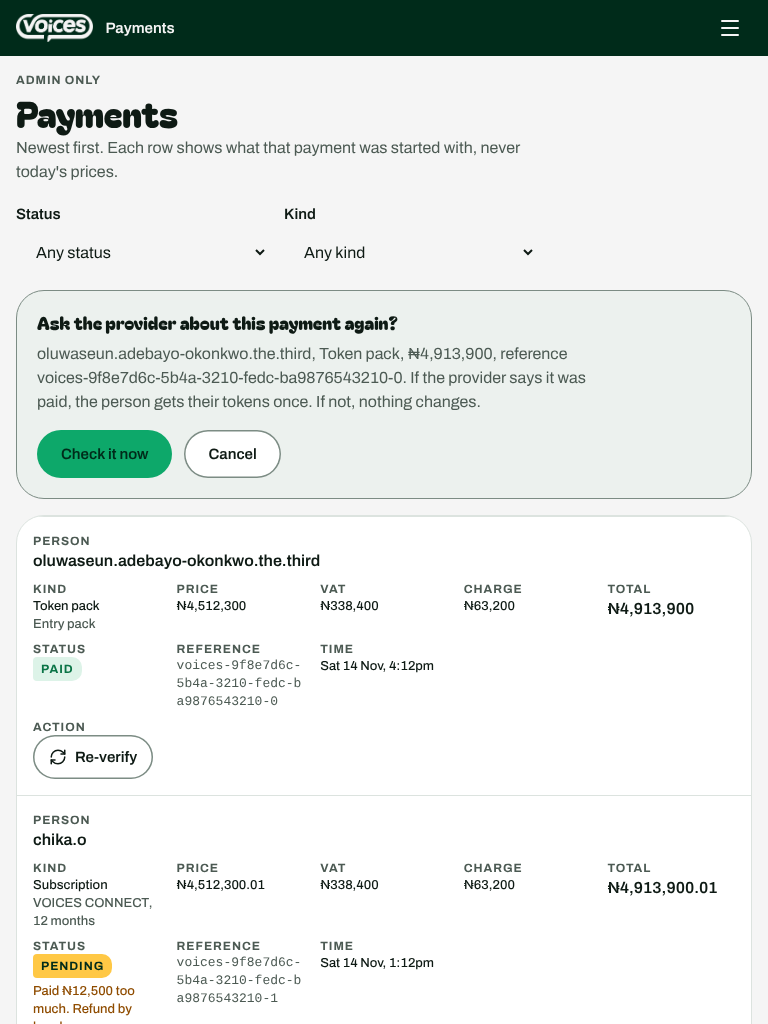 voices Payments
ADMIN ONLY
Payments
Newest first. Each row shows what that payment was started with, never
today's prices.
Status Kind
Any status Any kind
Ask the provider about this payment again?
oluwaseun.adebayo-okonkwo.the.third, Token pack, ₦4,913,900, reference
voices-9f8e7d6c-5b4a-3210-fedc-ba9876543210-0. If the provider says it was
paid, the person gets their tokens once. If not, nothing changes.
Check it now Cancel
PERSON
oluwaseun.adebayo-okonkwo.the.third
KIND PRICE VAT CHARGE TOTAL
Token pack ₦4,512,300 ₦338,400 ₦63,200 ₦4,913,900
Entry pack
STATUS REFERENCE TIME
PAID voices-9f8e7d6c- Sat 14 Nov, 4:12pm
5b4a-3210-fedc-b
a9876543210-0
ACTION
Re-verify
PERSON
chika.o
KIND PRICE VAT CHARGE TOTAL
Subscription ₦4,512,300.01 ₦338,400 ₦63,200 ₦4,913,900.01
VOICES CONNECT,
12 months
STATUS REFERENCE TIME
PENDING voices-9f8e7d6c- Sat 14 Nov, 1:12pm
5b4a-3210-fedc-b
a9876543210-1
Paid ₦12,500 too
much. Refund by